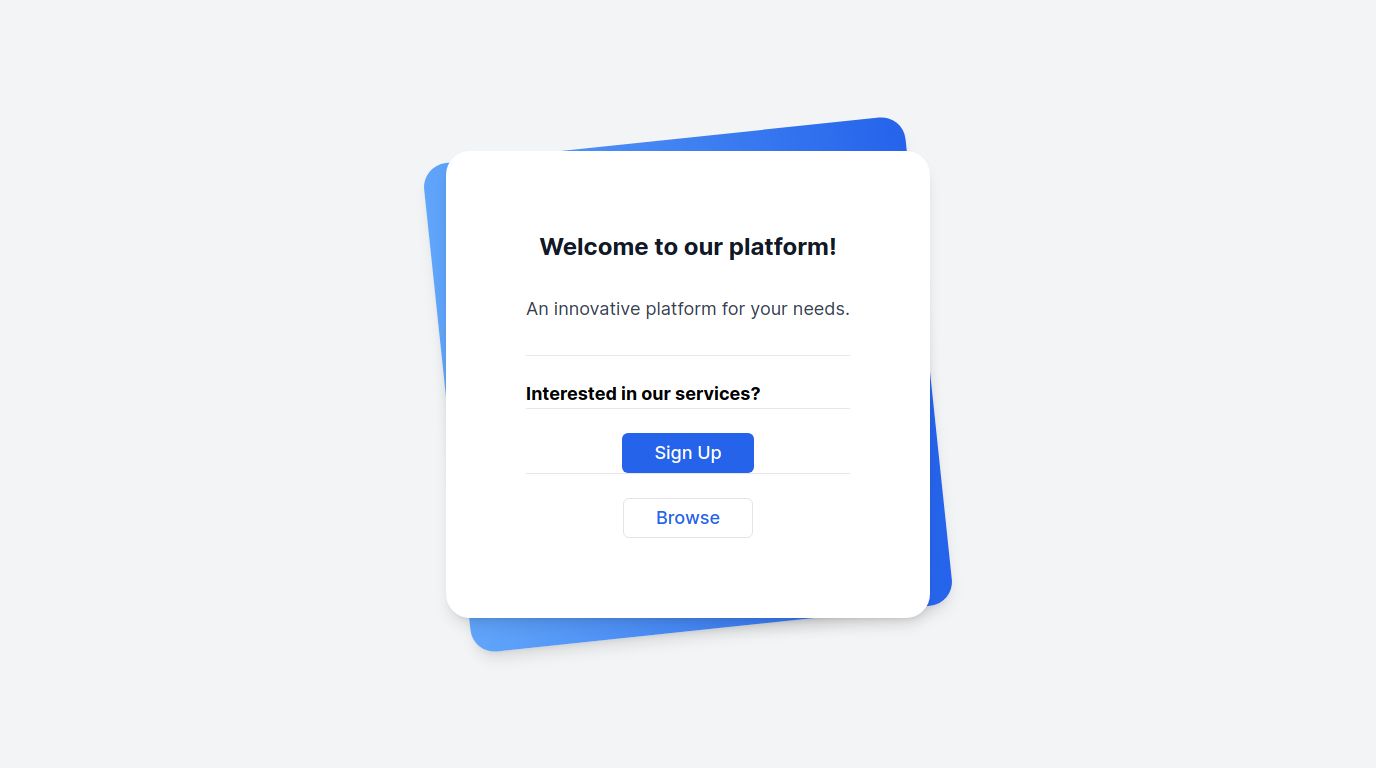 Welcome to our platform!
An innovative platform for your needs.
Interested in our services?
Sign Up
Browse